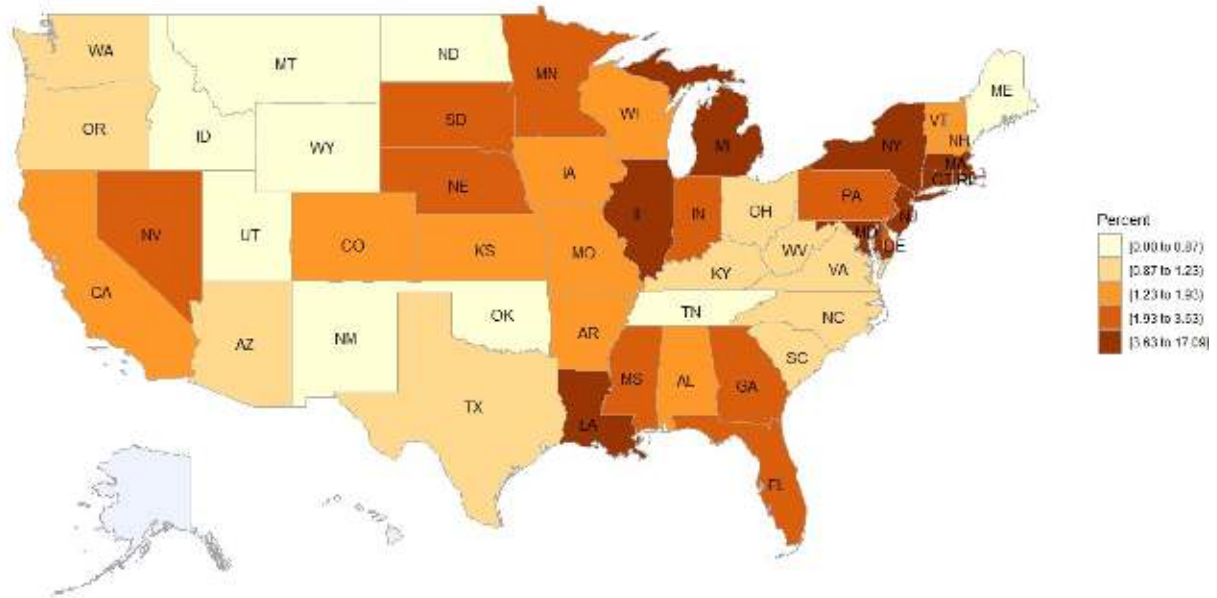 WA
MT
ND
MN
ME
OR
ID
WY
SD
WI
MI
NY
VT
NH
MA
CT
RI
NV
UT
CO
NE
IA
IL
IN
OH
PA
NJ
MD
DE
CA
KS
MO
KY
WV
VA
AZ
NM
OK
AR
TN
NC
SC
TX
LA
MS
AL
GA
FL
Percent
[0.00 to 0.87)
[0.87 to 1.23)
[1.23 to 1.93)
[1.93 to 3.63)
[3.63 to 17.09]